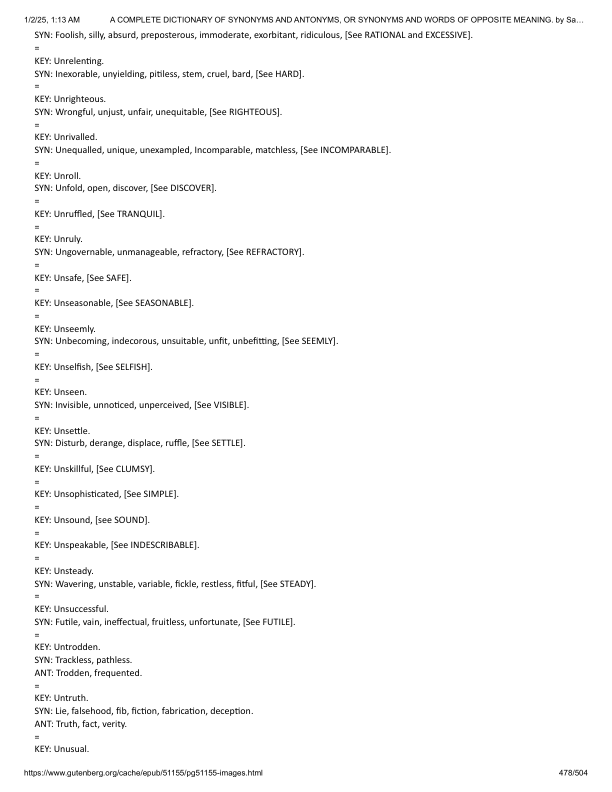 1/2/25, 1:13 AM A COMPLETE DICTIONARY OF SYNONYMS AND ANTONYMS, OR SYNONYMS AND WORDS OF OPPOSITE MEANING. by Sa…
SYN: Foolish, silly, absurd, preposterous, immoderate, exorbitant, ridiculous, [See RATIONAL and EXCESSIVE].
=
KEY: Unrelenting.
SYN: Inexorable, unyielding, pitiless, stem, cruel, bard, [See HARD].
=
KEY: Unrighteous.
SYN: Wrongful, unjust, unfair, unequitable, [See RIGHTEOUS].
=
KEY: Unrivalled.
SYN: Unequalled, unique, unexampled, Incomparable, matchless, [See INCOMPARABLE].
=
KEY: Unroll.
SYN: Unfold, open, discover, [See DISCOVER].
=
KEY: Unruffled, [See TRANQUIL].
=
KEY: Unruly.
SYN: Ungovernable, unmanageable, refractory, [See REFRACTORY].
=
KEY: Unsafe, [See SAFE].
=
KEY: Unseasonable, [See SEASONABLE].
=
KEY: Unseemly.
SYN: Unbecoming, indecorous, unsuitable, unfit, unbefitting, [See SEEMLY].
=
KEY: Unselfish, [See SELFISH].
=
KEY: Unseen.
SYN: Invisible, unnoticed, unperceived, [See VISIBLE].
=
KEY: Unsettle.
SYN: Disturb, derange, displace, ruffle, [See SETTLE].
=
KEY: Unskillful, [See CLUMSY].
=
KEY: Unsophisticated, [See SIMPLE].
=
KEY: Unsound, [see SOUND].
=
KEY: Unspeakable, [See INDESCRIBABLE].
=
KEY: Unsteady.
SYN: Wavering, unstable, variable, fickle, restless, fitful, [See STEADY].
=
KEY: Unsuccessful.
SYN: Futile, vain, ineffectual, fruitless, unfortunate, [See FUTILE].
=
KEY: Untrodden.
SYN: Trackless, pathless.
ANT: Trodden, frequented.
=
KEY: Untruth.
SYN: Lie, falsehood, fib, fiction, fabrication, deception.
ANT: Truth, fact, verity.
=
KEY: Unusual.
https://www.gutenberg.org/cache/epub/51155/pg51155-images.html 478/504